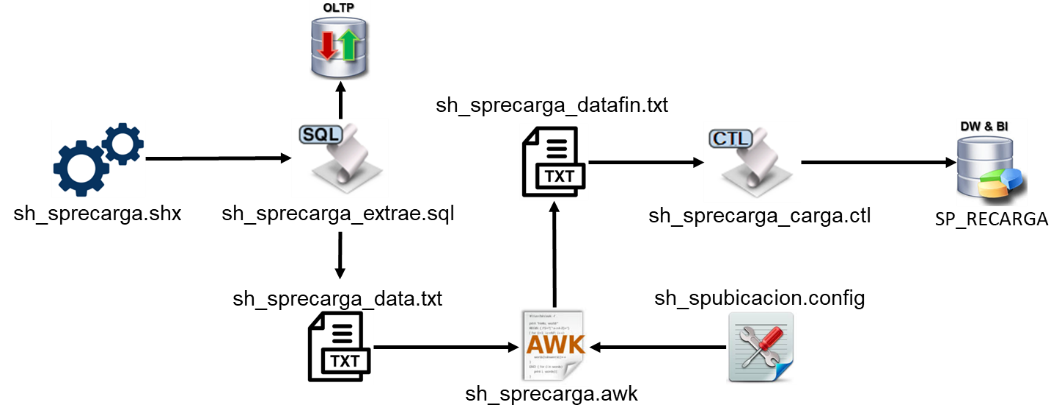 OLTP
sh_sprecarga_datafin.txt
SQL
CTL
DW & BI
TXT
sh_sprecarga.shx
sh_sprecarga_extrae.sql
sh_sprecarga_carga.ctl
SP_RECARGA
sh_sprecarga_data.txt
sh_spubicacion.config
TXT
AWK
sh_sprecarga.awk